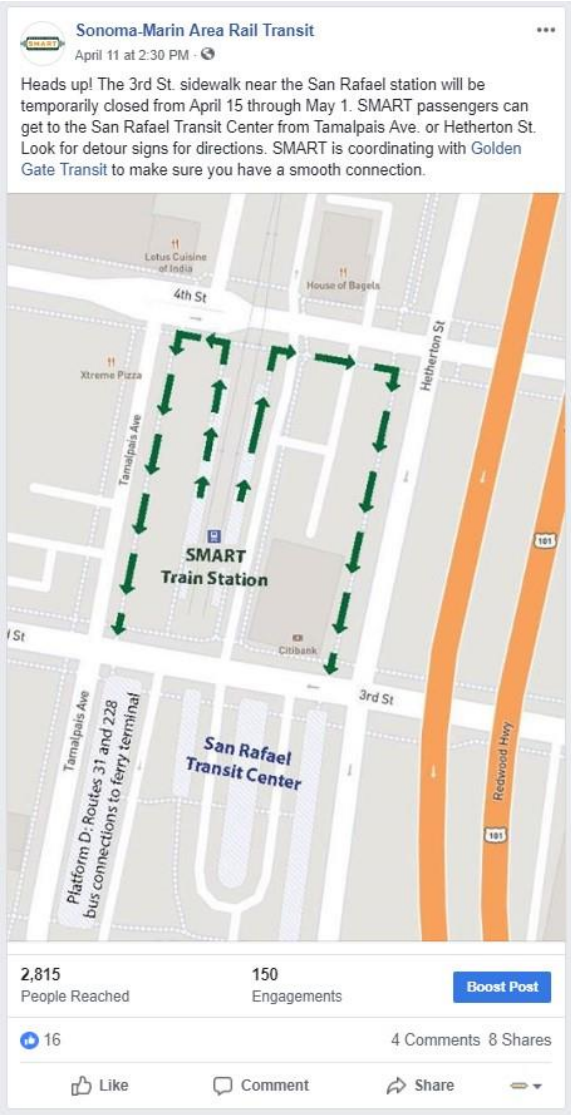 SMART
Sonoma-Marin Area Rail Transit
April 11 at 2:30 PM ·
Heads up! The 3rd St. sidewalk near the San Rafael station will be
temporarily closed from April 15 through May 1. SMART passengers can
get to the San Rafael Transit Center from Tamalpais Ave. or Hetherton St.
Look for detour signs for directions. SMART is coordinating with Golden
Gate Transit to make sure you have a smooth connection.
Lotus Cuisine
of India
House of Bagels
4th St
Hetherton St
Xtreme Pizza
Tamalpais Ave
101
SMART
Train Station
St
Citibank
3rd St
Tamalpais Ave
Platform D: Routes 31 and 228
bus connections to ferry terminal
San Rafael
Transit Center
Redwood Hwy
101
2,815
People Reached
150
Engagements
Boost Post
16
4 Comments 8 Shares
Like
Comment
Share